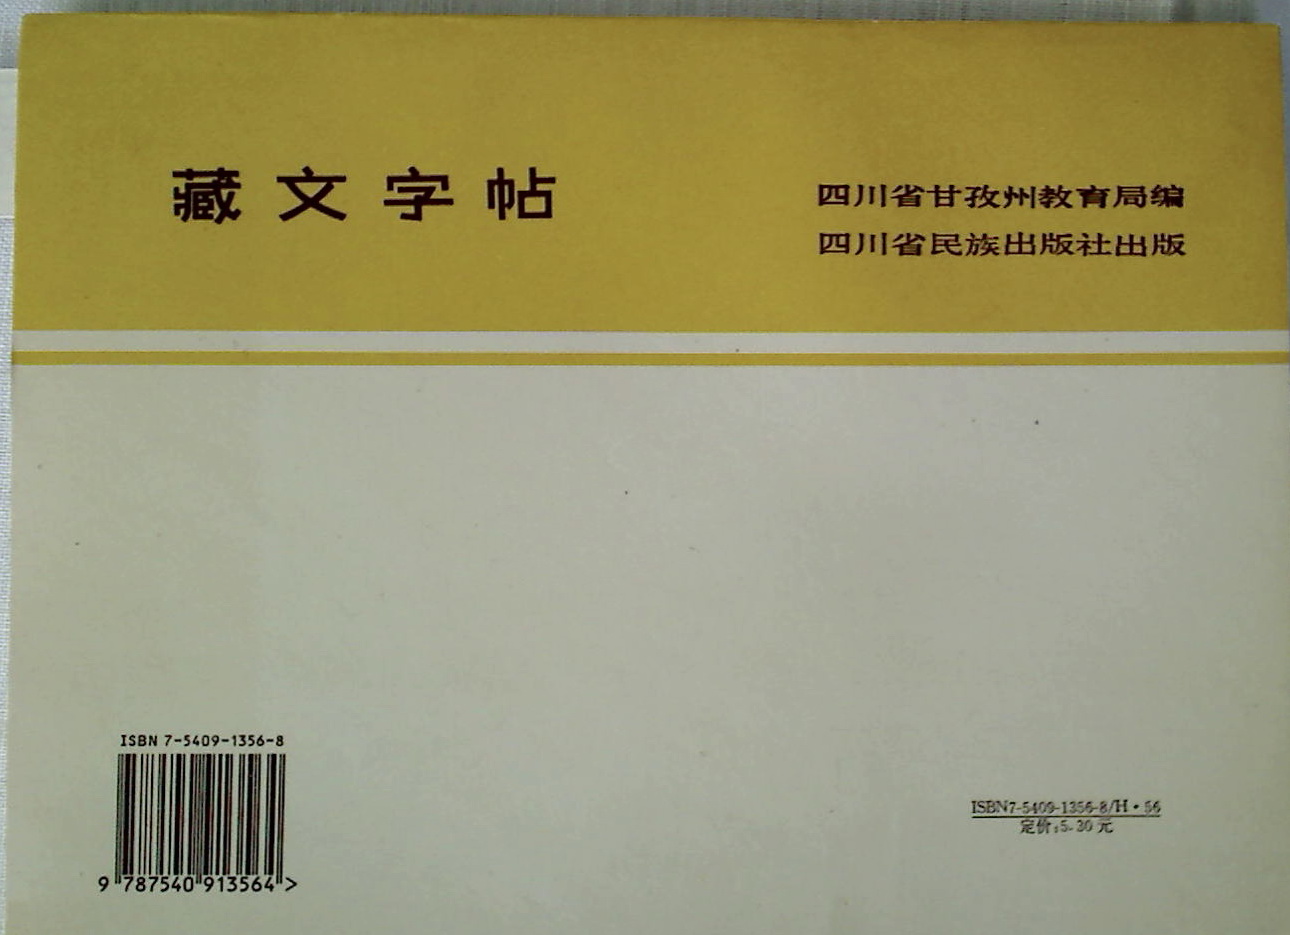 藏文字帖
四川省甘孜州教育局编
四川省民族出版社出版
ISBN 7-5409-1356-8
9 787540 913564 >
ISBN7-5409-1356-8/H·56
定价:5.30元